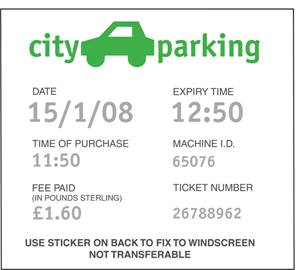 city parking
DATE EXPIRY TIME
15/1/08 12:50
TIME OF PURCHASE MACHINE I.D.
11:50 65076
FEE PAID TICKET NUMBER
(IN POUNDS STERLING)
£1.60 26788962
USE STICKER ON BACK TO FIX TO WINDSCREEN
NOT TRANSFERABLE